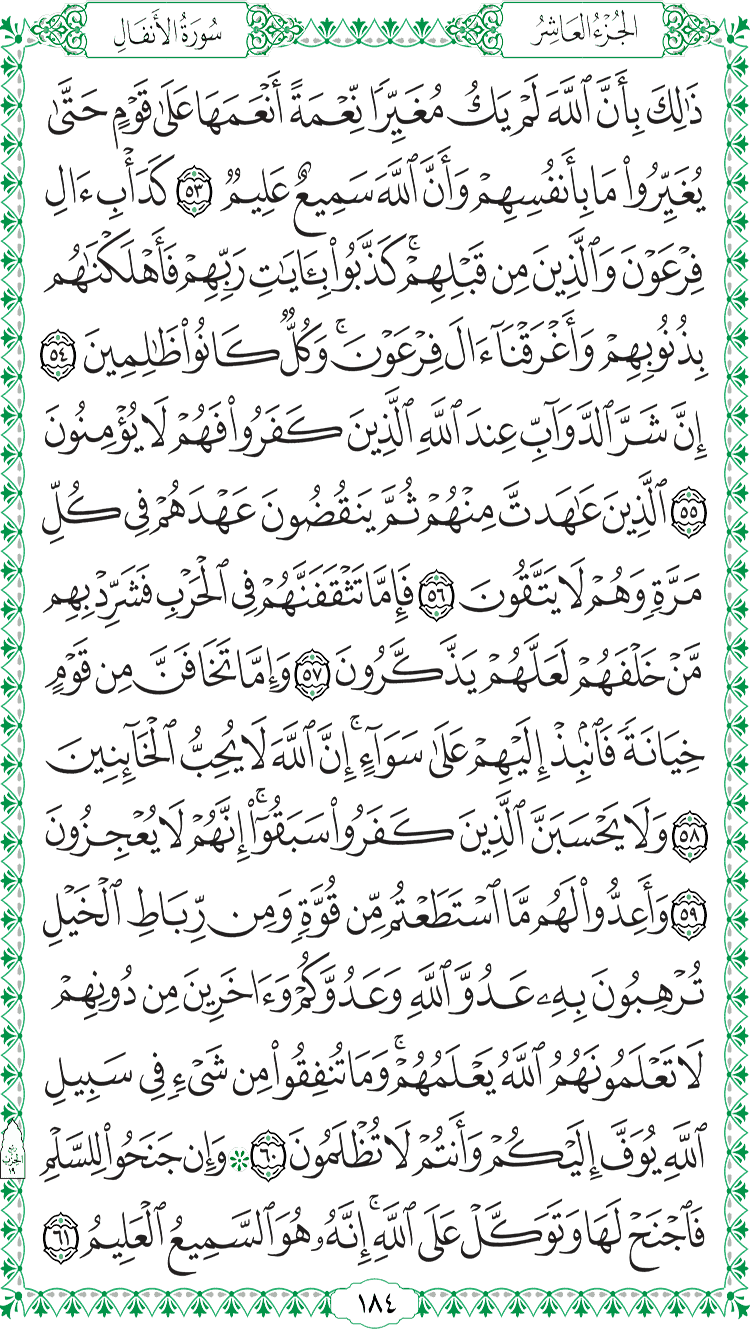 الجُزْءُ العَاشِرُ
سُورَةُ الأَنفَالِ
ذَٰلِكَ بِأَنَّ ٱللَّهَ لَمْ يَكُ مُغَيِّرًا نِّعْمَةً أَنْعَمَهَا عَلَىٰ قَوْمٍ حَتَّىٰ
يُغَيِّرُوا۟ مَا بِأَنفُسِهِمْ وَأَنَّ ٱللَّهَ سَمِيعٌ عَلِيمٌ ٥٣ كَدَأْبِ ءَالِ
فِرْعَوْنَ وَٱلَّذِينَ مِن قَبْلِهِمْ ۚ كَذَّبُوا۟ بِـَٔايَـٰتِ رَبِّهِمْ فَأَهْلَكْنَـٰهُم
بِذُنُوبِهِمْ وَأَغْرَقْنَآ ءَالَ فِرْعَوْنَ ۚ وَكُلٌّ كَانُوا۟ ظَـٰلِمِينَ ٥٤
إِنَّ شَرَّ ٱلدَّوَآبِّ عِندَ ٱللَّهِ ٱلَّذِينَ كَفَرُوا۟ فَهُمْ لَا يُؤْمِنُونَ
٥٥ ٱلَّذِينَ عَـٰهَدتَّ مِنْهُمْ ثُمَّ يَنقُضُونَ عَهْدَهُمْ فِى كُلِّ
مَرَّةٍ وَهُمْ لَا يَتَّقُونَ ٥٦ فَإِمَّا تَثْقَفَنَّهُمْ فِى ٱلْحَرْبِ فَشَرِّدْ بِهِم
مَّنْ خَلْفَهُمْ لَعَلَّهُمْ يَذَّكَّرُونَ ٥٧ وَإِمَّا تَخَافَنَّ مِن قَوْمٍ
خِيَانَةً فَٱنۢبِذْ إِلَيْهِمْ عَلَىٰ سَوَآءٍ ۚ إِنَّ ٱللَّهَ لَا يُحِبُّ ٱلْخَآئِنِينَ
٥٨ وَلَا يَحْسَبَنَّ ٱلَّذِينَ كَفَرُوا۟ سَبَقُوٓا۟ ۚ إِنَّهُمْ لَا يُعْجِزُونَ
٥٩ وَأَعِدُّوا۟ لَهُم مَّا ٱسْتَطَعْتُم مِّن قُوَّةٍ وَمِن رِّبَاطِ ٱلْخَيْلِ
تُرْهِبُونَ بِهِۦ عَدُوَّ ٱللَّهِ وَعَدُوَّكُمْ وَءَاخَرِينَ مِن دُونِهِمْ
لَا تَعْلَمُونَهُمُ ٱللَّهُ يَعْلَمُهُمْ ۚ وَمَا تُنفِقُوا۟ مِن شَىْءٍ فِى سَبِيلِ
ٱللَّهِ يُوَفَّ إِلَيْكُمْ وَأَنتُمْ لَا تُظْلَمُونَ ٦٠ ۞ وَإِن جَنَحُوا۟ لِلسَّلْمِ
فَٱجْنَحْ لَهَا وَتَوَكَّلْ عَلَى ٱللَّهِ ۚ إِنَّهُۥ هُوَ ٱلسَّمِيعُ ٱلْعَلِيمُ ٦١
١٨٤